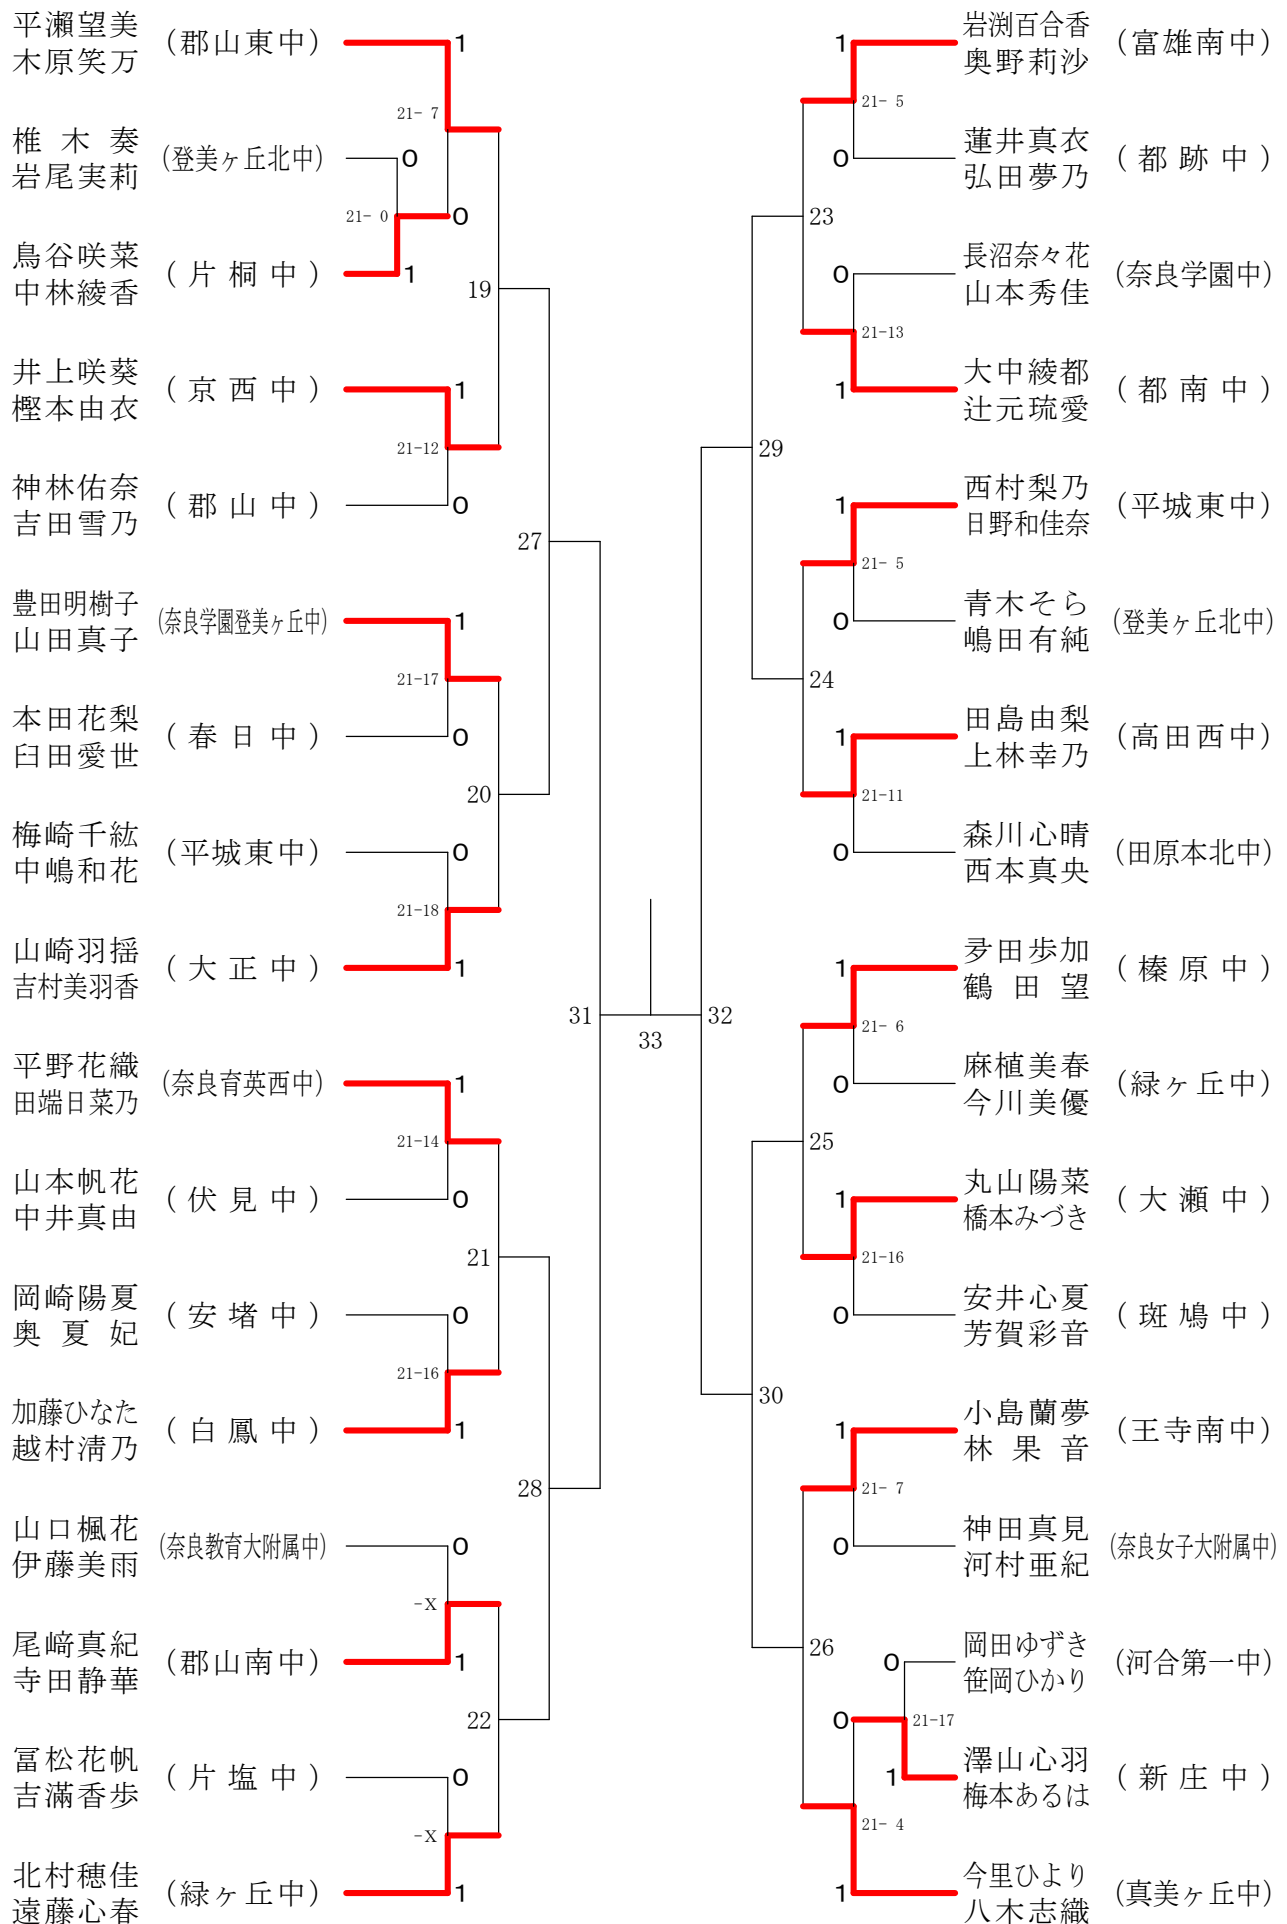 平瀬望美
木原笑万
(郡山東中)
1
21- 7
椎木奏
岩尾実莉
(登美ヶ丘北中)
0
21- 0
0
鳥谷咲菜
中林綾香
(片桐中)
1
19
井上咲葵
樫本由衣
(京西中)
1
21-12
神林佑奈
吉田雪乃
(郡山中)
0
27
豊田明樹子
山田真子
(奈良学園登美ヶ丘中)
1
21-17
本田花梨
臼田愛世
(春日中)
0
20
梅崎千紘
中嶋和花
(平城東中)
0
21-18
山崎羽揺
吉村美羽香
(大正中)
1
31
33
平野花織
田端日菜乃
(奈良育英西中)
1
21-14
山本帆花
中井真由
(伏見中)
0
21
岡崎陽夏
奥夏妃
(安堵中)
0
21-16
加藤ひなた
越村清乃
(白鳳中)
1
28
山口楓花
伊藤美雨
(奈良教育大附属中)
0
-X
尾﨑真紀
寺田静華
(郡山南中)
1
22
冨松花帆
吉滿香歩
(片塩中)
0
-X
北村穂佳
遠藤心春
(緑ヶ丘中)
1
1
岩渕百合香
奥野莉沙
(富雄南中)
21- 5
0
蓮井真衣
弘田夢乃
(都跡中)
23
0
長沼奈々花
山本秀佳
(奈良学園中)
21-13
1
大中綾都
辻元琉愛
(都南中)
29
1
西村梨乃
日野和佳奈
(平城東中)
21- 5
0
青木そら
嶋田有純
(登美ヶ丘北中)
24
1
田島由梨
上林幸乃
(高田西中)
21-11
0
森川心晴
西本真央
(田原本北中)
32
1
夛田歩加
鶴田望
(榛原中)
21- 6
0
麻植美春
今川美優
(緑ヶ丘中)
25
1
丸山陽菜
橋本みづき
(大瀬中)
21-16
0
安井心夏
芳賀彩音
(斑鳩中)
30
1
小島蘭夢
林果音
(王寺南中)
21- 7
0
神田真見
河村亜紀
(奈良女子大附属中)
26
0
岡田ゆずき
笹岡ひかり
(河合第一中)
0
21-17
1
澤山心羽
梅本あるは
(新庄中)
21- 4
1
今里ひより
八木志織
(真美ヶ丘中)